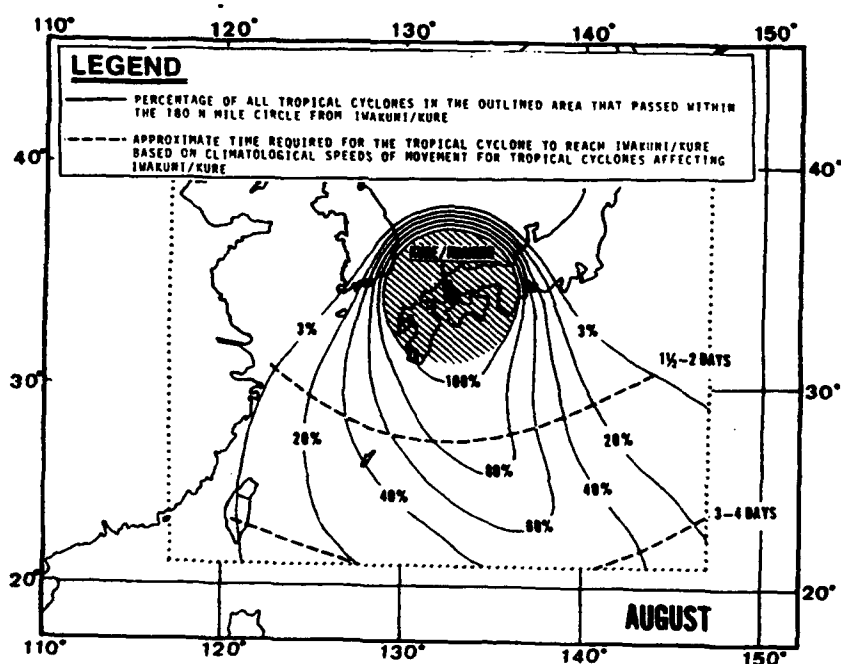 110° 120° 130° 140° 150°
LEGEND
PERCENTAGE OF ALL TROPICAL CYCLONES IN THE OUTLINED AREA THAT PASSED WITHIN
THE 180 N MILE CIRCLE FROM IWAKUNI/KURE
APPROXIMATE TIME REQUIRED FOR THE TROPICAL CYCLONE TO REACH IWAKUNI/KURE
BASED ON CLIMATOLOGICAL SPEEDS OF MOVEMENT FOR TROPICAL CYCLONES AFFECTING
IWAKUNI/KURE
40° 40°
3% 3%
1½-2 DAYS
100%
30° 30°
20% 20%
80%
40% 40%
60%
3-4 DAYS
20° 20°
AUGUST
110° 120° 130° 140° 150°